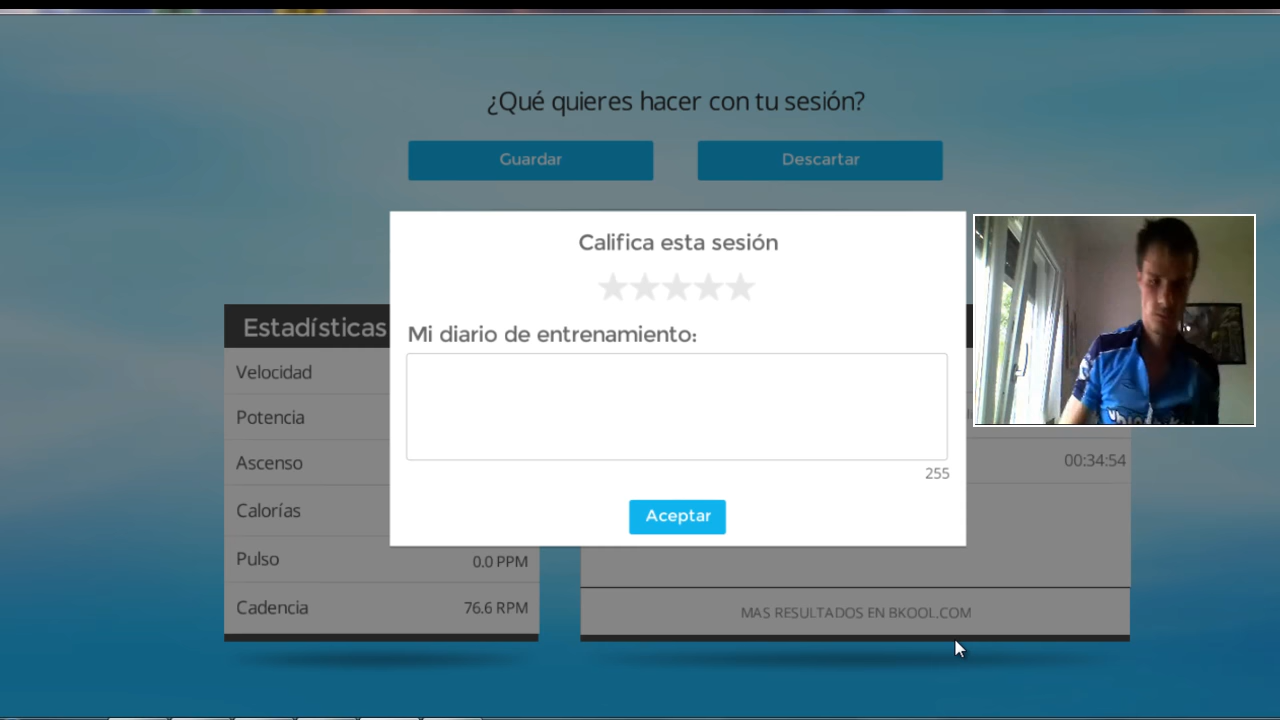 ¿Qué quieres hacer con tu sesión?
Guardar
Descartar
Califica esta sesión
Mi diario de entrenamiento:
255
Aceptar
Estadísticas
Velocidad
Potencia
Ascenso
Calorías
Pulso
0.0 PPM
Cadencia
76.6 RPM
00:34:54
MAS RESULTADOS EN BKOOL.COM